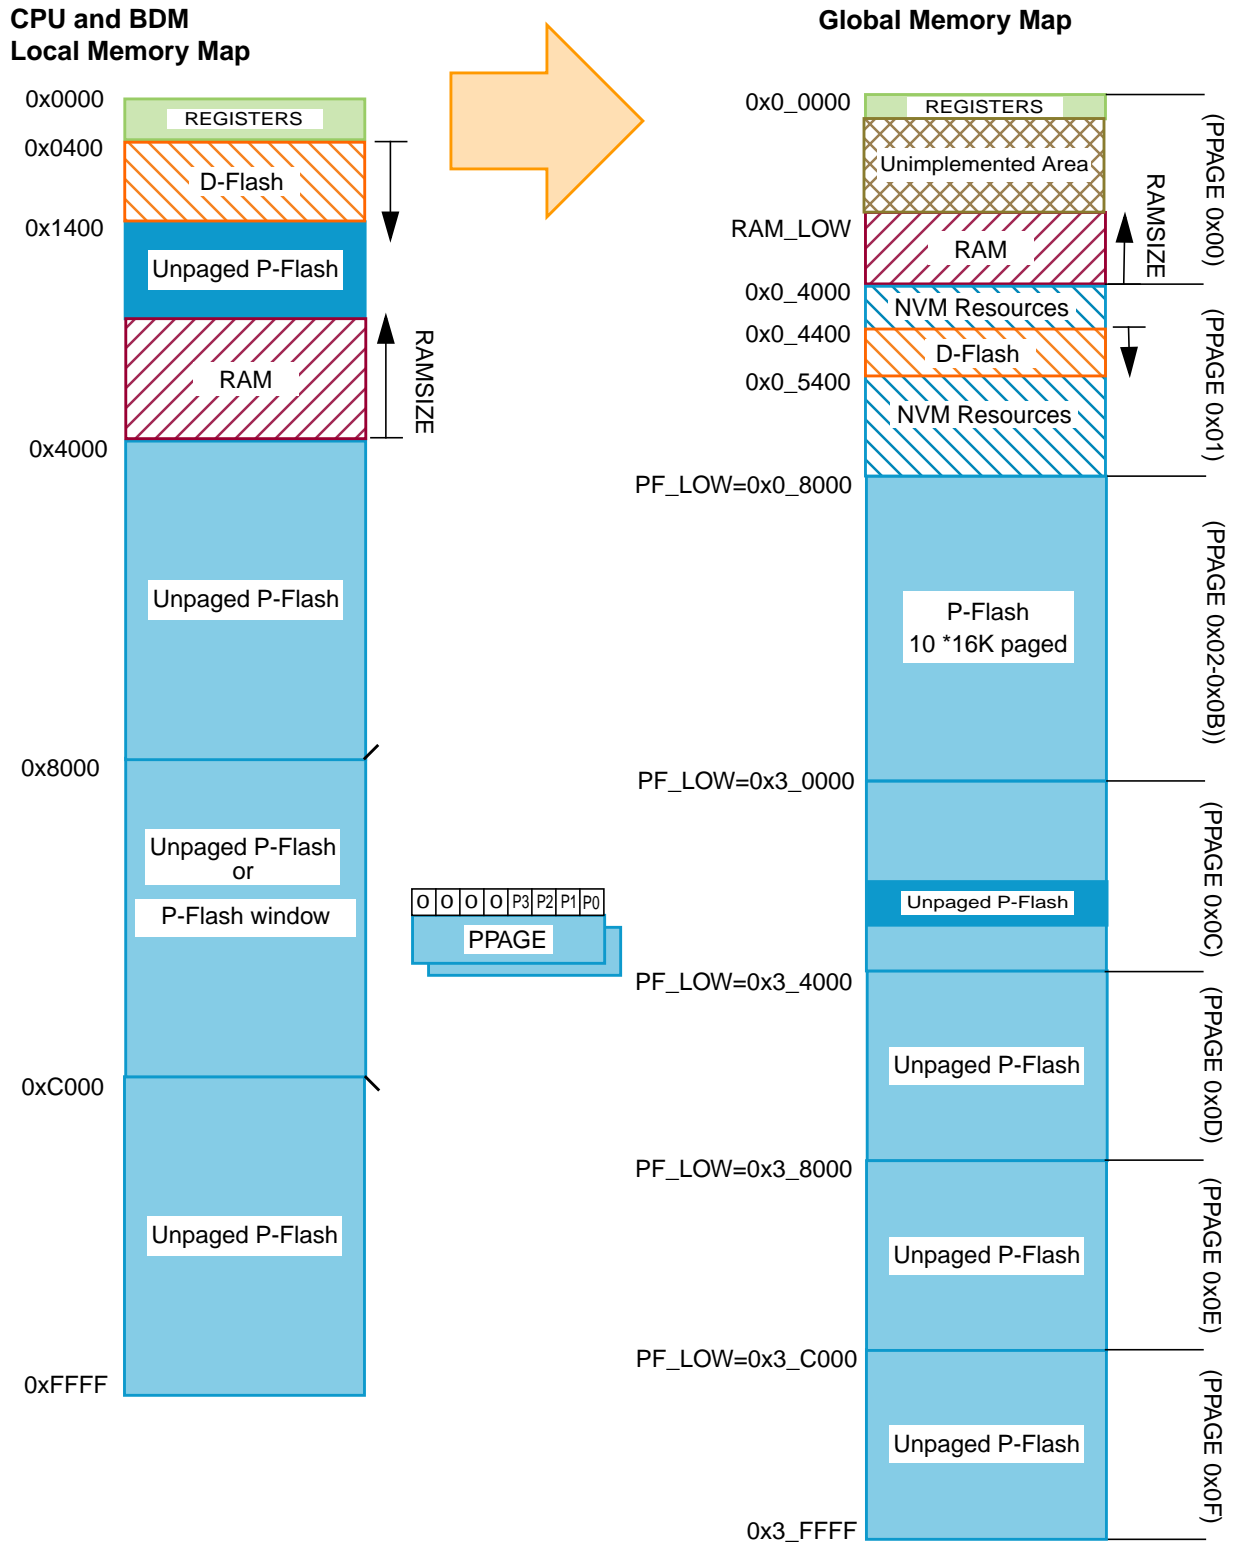 CPU and BDM
Local Memory Map
0x0000
REGISTERS
0x0400
D-Flash
0x1400
Unpaged P-Flash
RAM
RAMSIZE
0x4000
Unpaged P-Flash
0x8000
Unpaged P-Flash
or
P-Flash window
0xC000
Unpaged P-Flash
0xFFFF
0 0 0 0 P3 P2 P1 P0
PPAGE
Global Memory Map
0x0_0000
REGISTERS
Unimplemented Area
RAM_LOW
RAM
RAMSIZE
(PPAGE 0x00)
0x0_4000
NVM Resources
0x0_4400
D-Flash
0x0_5400
NVM Resources
(PPAGE 0x01)
PF_LOW=0x0_8000
P-Flash
10 *16K paged
(PPAGE 0x02-0x0B))
PF_LOW=0x3_0000
Unpaged P-Flash
(PPAGE 0x0C)
PF_LOW=0x3_4000
Unpaged P-Flash
(PPAGE 0x0D)
PF_LOW=0x3_8000
Unpaged P-Flash
(PPAGE 0x0E)
PF_LOW=0x3_C000
Unpaged P-Flash
(PPAGE 0x0F)
0x3_FFFF